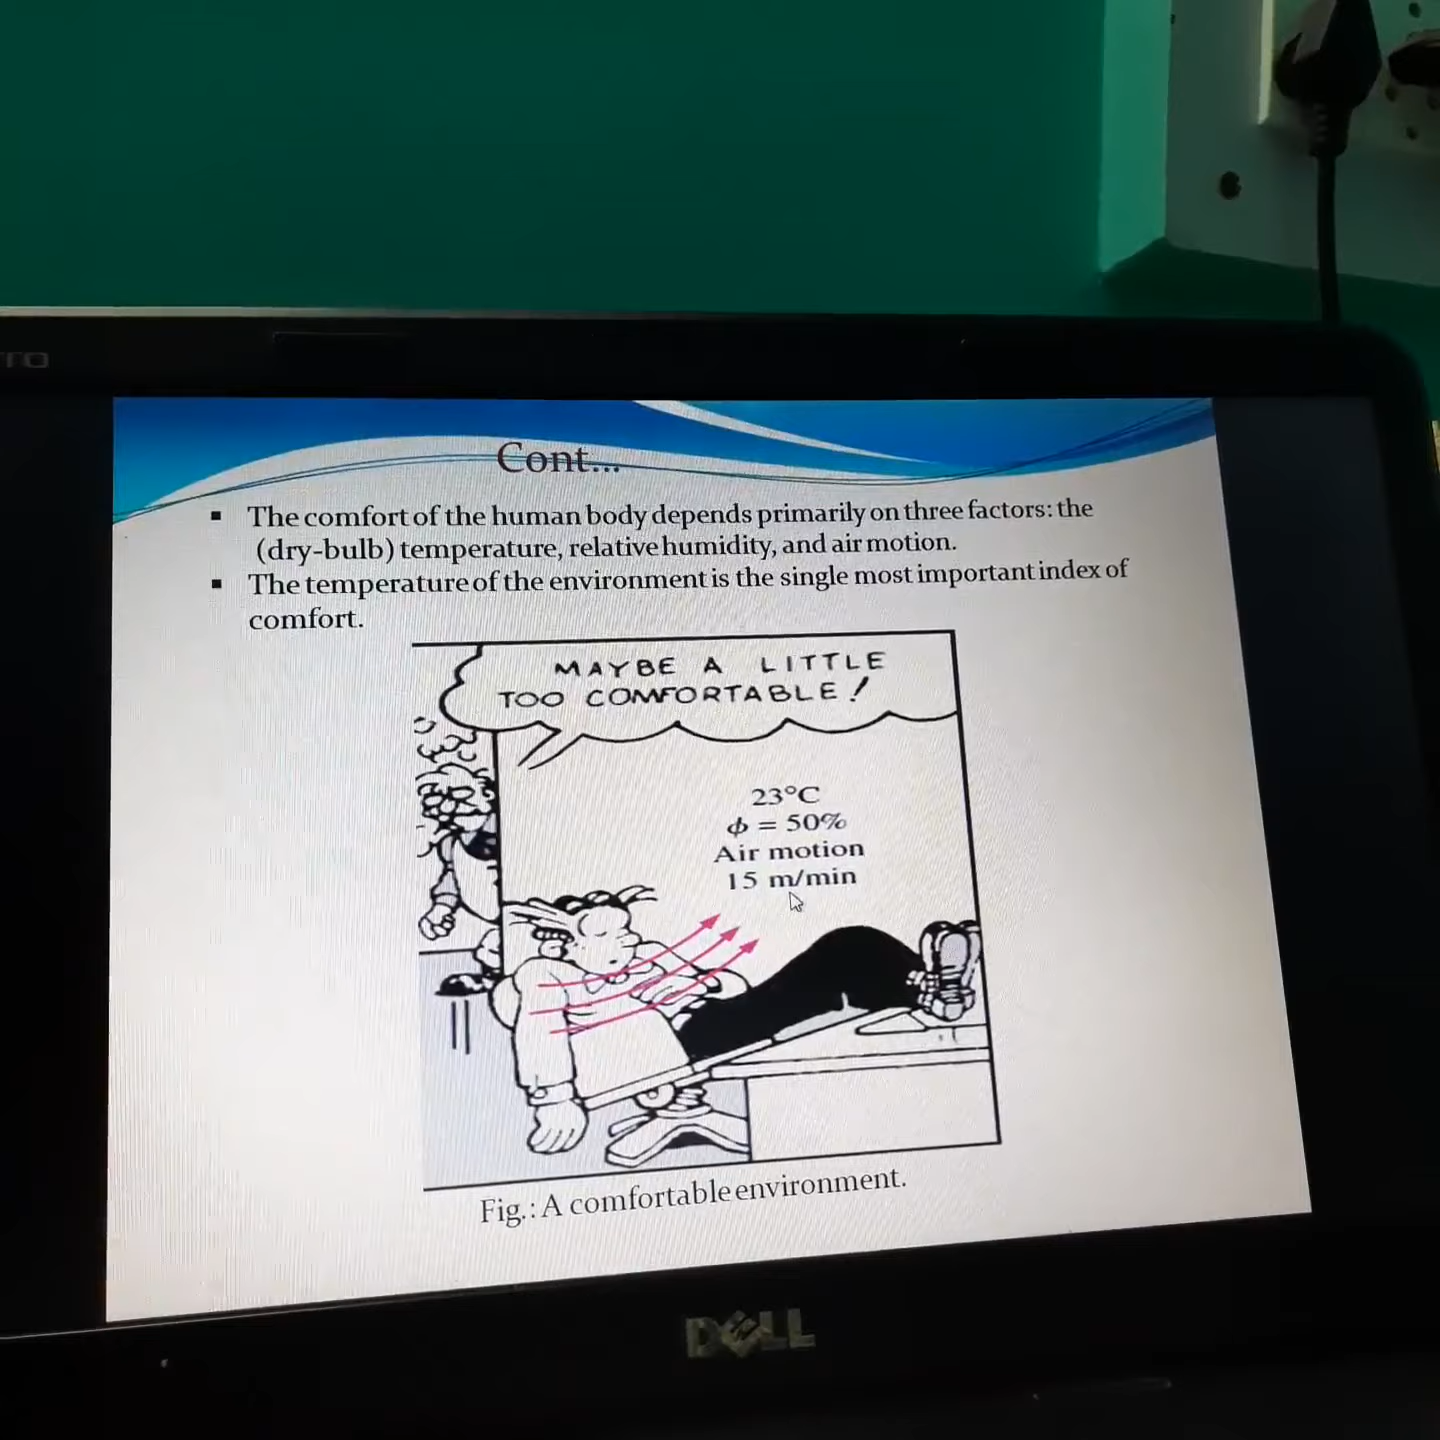 Cont...
▪ The comfort of the human body depends primarily on three factors: the
(dry-bulb) temperature, relative humidity, and air motion.
▪ The temperature of the environment is the single most important index of
comfort.
MAYBE A LITTLE
TOO COMFORTABLE!
23°C
ϕ = 50%
Air motion
15 m/min
Fig.: A comfortable environment.
DELL